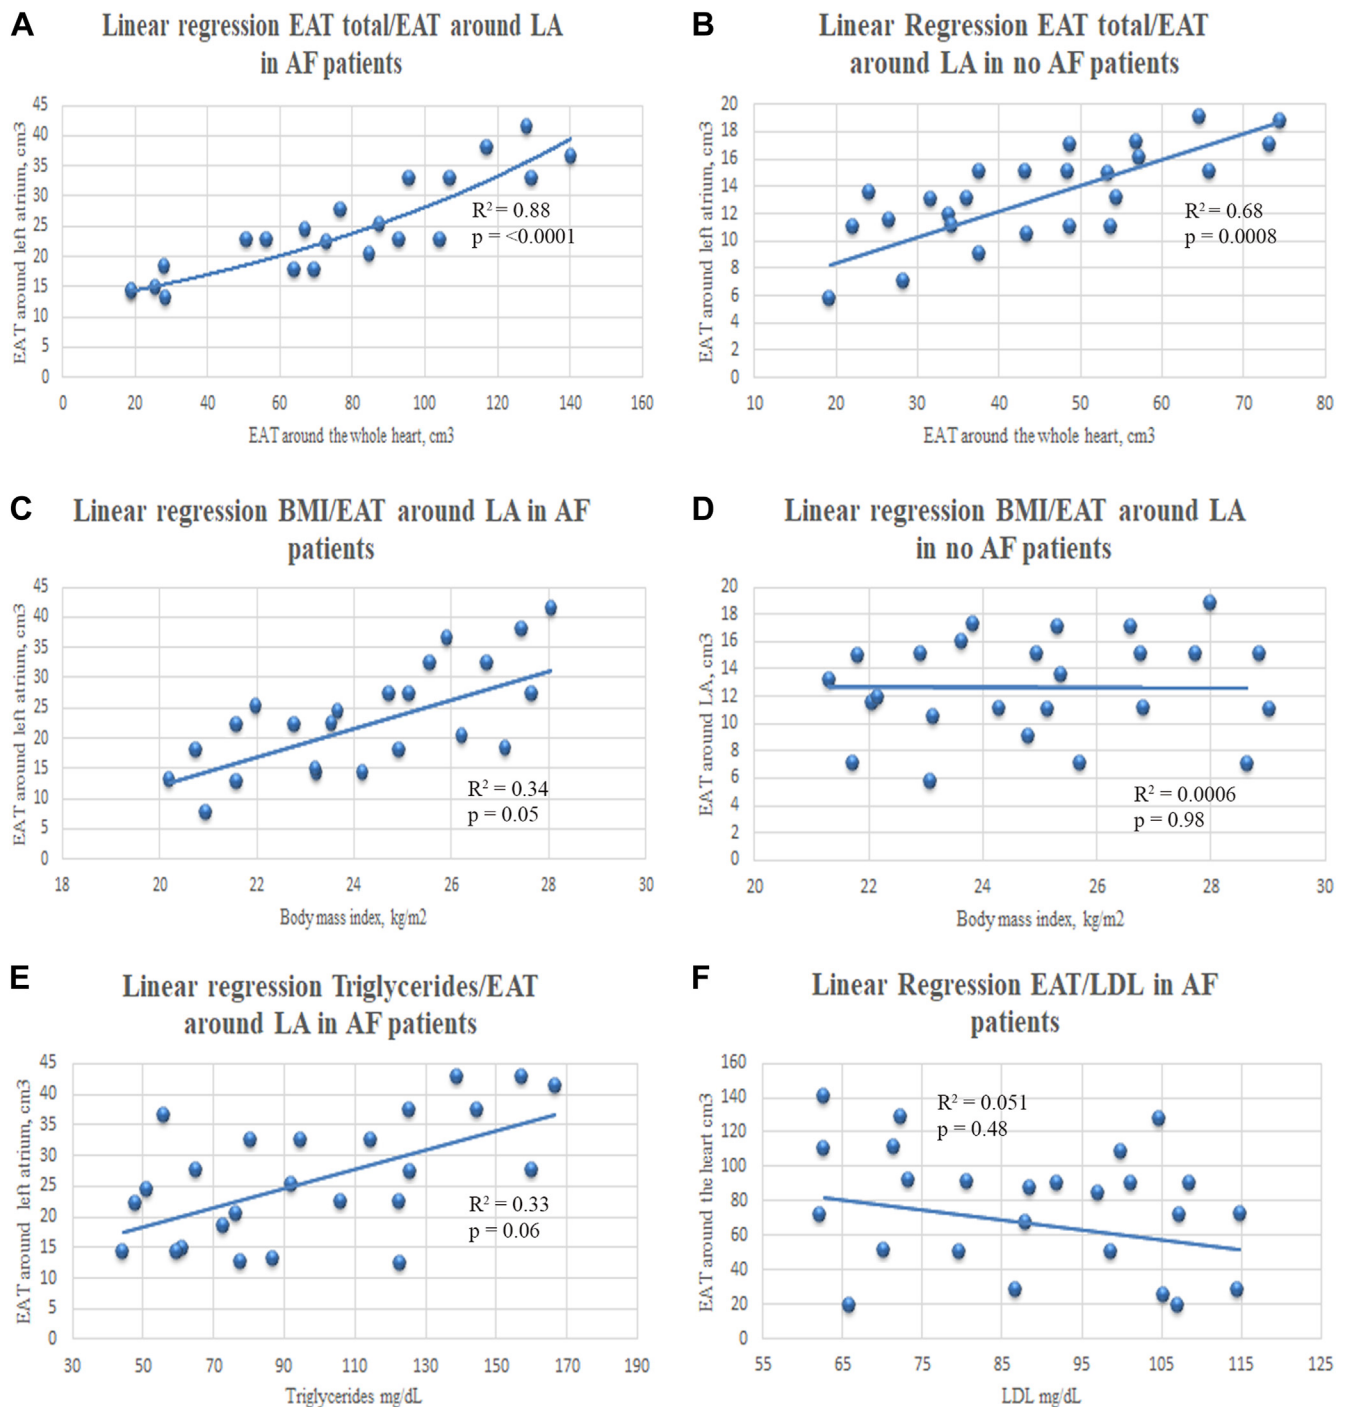 A
Linear regression EAT total/EAT around LA
in AF patients
EAT around left atrium, cm3
45
40
35
30
25
20
15
10
5
0
R² = 0.88
p = <0.0001
0 20 40 60 80 100 120 140 160
EAT around the whole heart, cm3
B
Linear Regression EAT total/EAT
around LA in no AF patients
EAT around left atrium, cm3
20
18
16
14
12
10
8
6
4
2
0
R² = 0.68
p = 0.0008
10 20 30 40 50 60 70 80
EAT around the whole heart, cm3
C
Linear regression BMI/EAT around LA in AF
patients
EAT around left atrium, cm3
45
40
35
30
25
20
15
10
5
0
R² = 0.34
p = 0.05
18 20 22 24 26 28 30
Body mass index, kg/m2
D
Linear regression BMI/EAT around LA
in no AF patients
EAT around LA, cm3
20
18
16
14
12
10
8
6
4
2
0
R² = 0.0006
p = 0.98
20 22 24 26 28 30
Body mass index, kg/m2
E
Linear regression Triglycerides/EAT
around LA in AF patients
EAT around left atrium, cm3
45
40
35
30
25
20
15
10
5
0
R² = 0.33
p = 0.06
30 50 70 90 110 130 150 170 190
Triglycerides mg/dL
F
Linear Regression EAT/LDL in AF
patients
EAT around the heart cm3
160
140
120
100
80
60
40
20
0
R² = 0.051
p = 0.48
55 65 75 85 95 105 115 125
LDL mg/dL